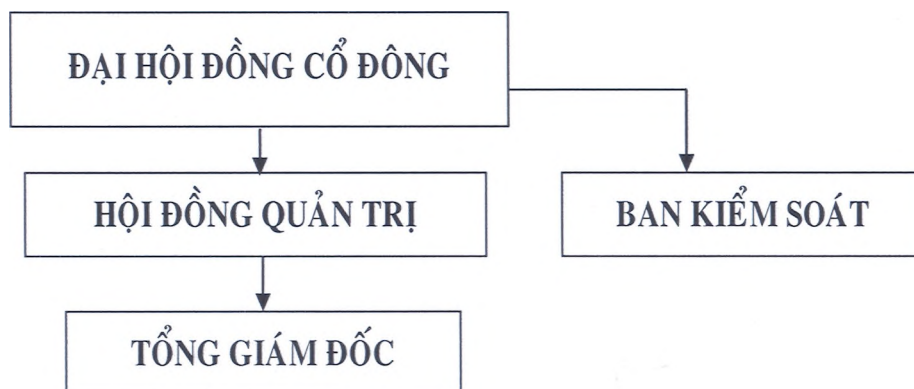 ĐẠI HỘI ĐỒNG CỔ ĐÔNG
HỘI ĐỒNG QUẢN TRỊ
BAN KIỂM SOÁT
TỔNG GIÁM ĐỐC